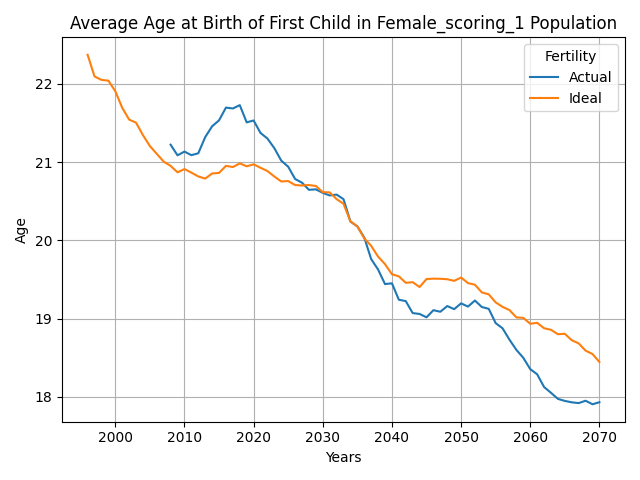 Average Age at Birth of First Child in Female_scoring_1 Population
Fertility
Actual
Ideal
Age
22
21
20
19
18
2000
2010
2020
2030
2040
2050
2060
2070
Years